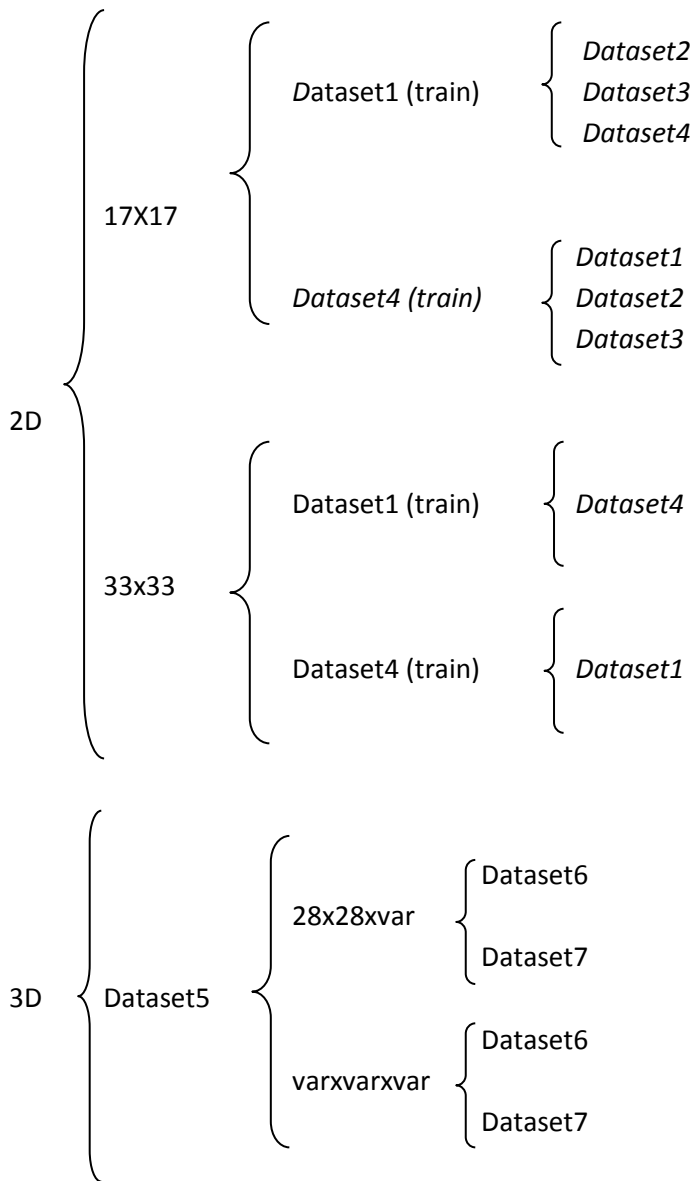 Dataset2
Dataset1 (train)
Dataset3
Dataset4
17X17
Dataset1
Dataset4 (train)
Dataset2
Dataset3
2D
Dataset1 (train)
Dataset4
33x33
Dataset4 (train)
Dataset1
Dataset6
28x28xvar
Dataset7
3D
Dataset5
Dataset6
varxvarxvar
Dataset7